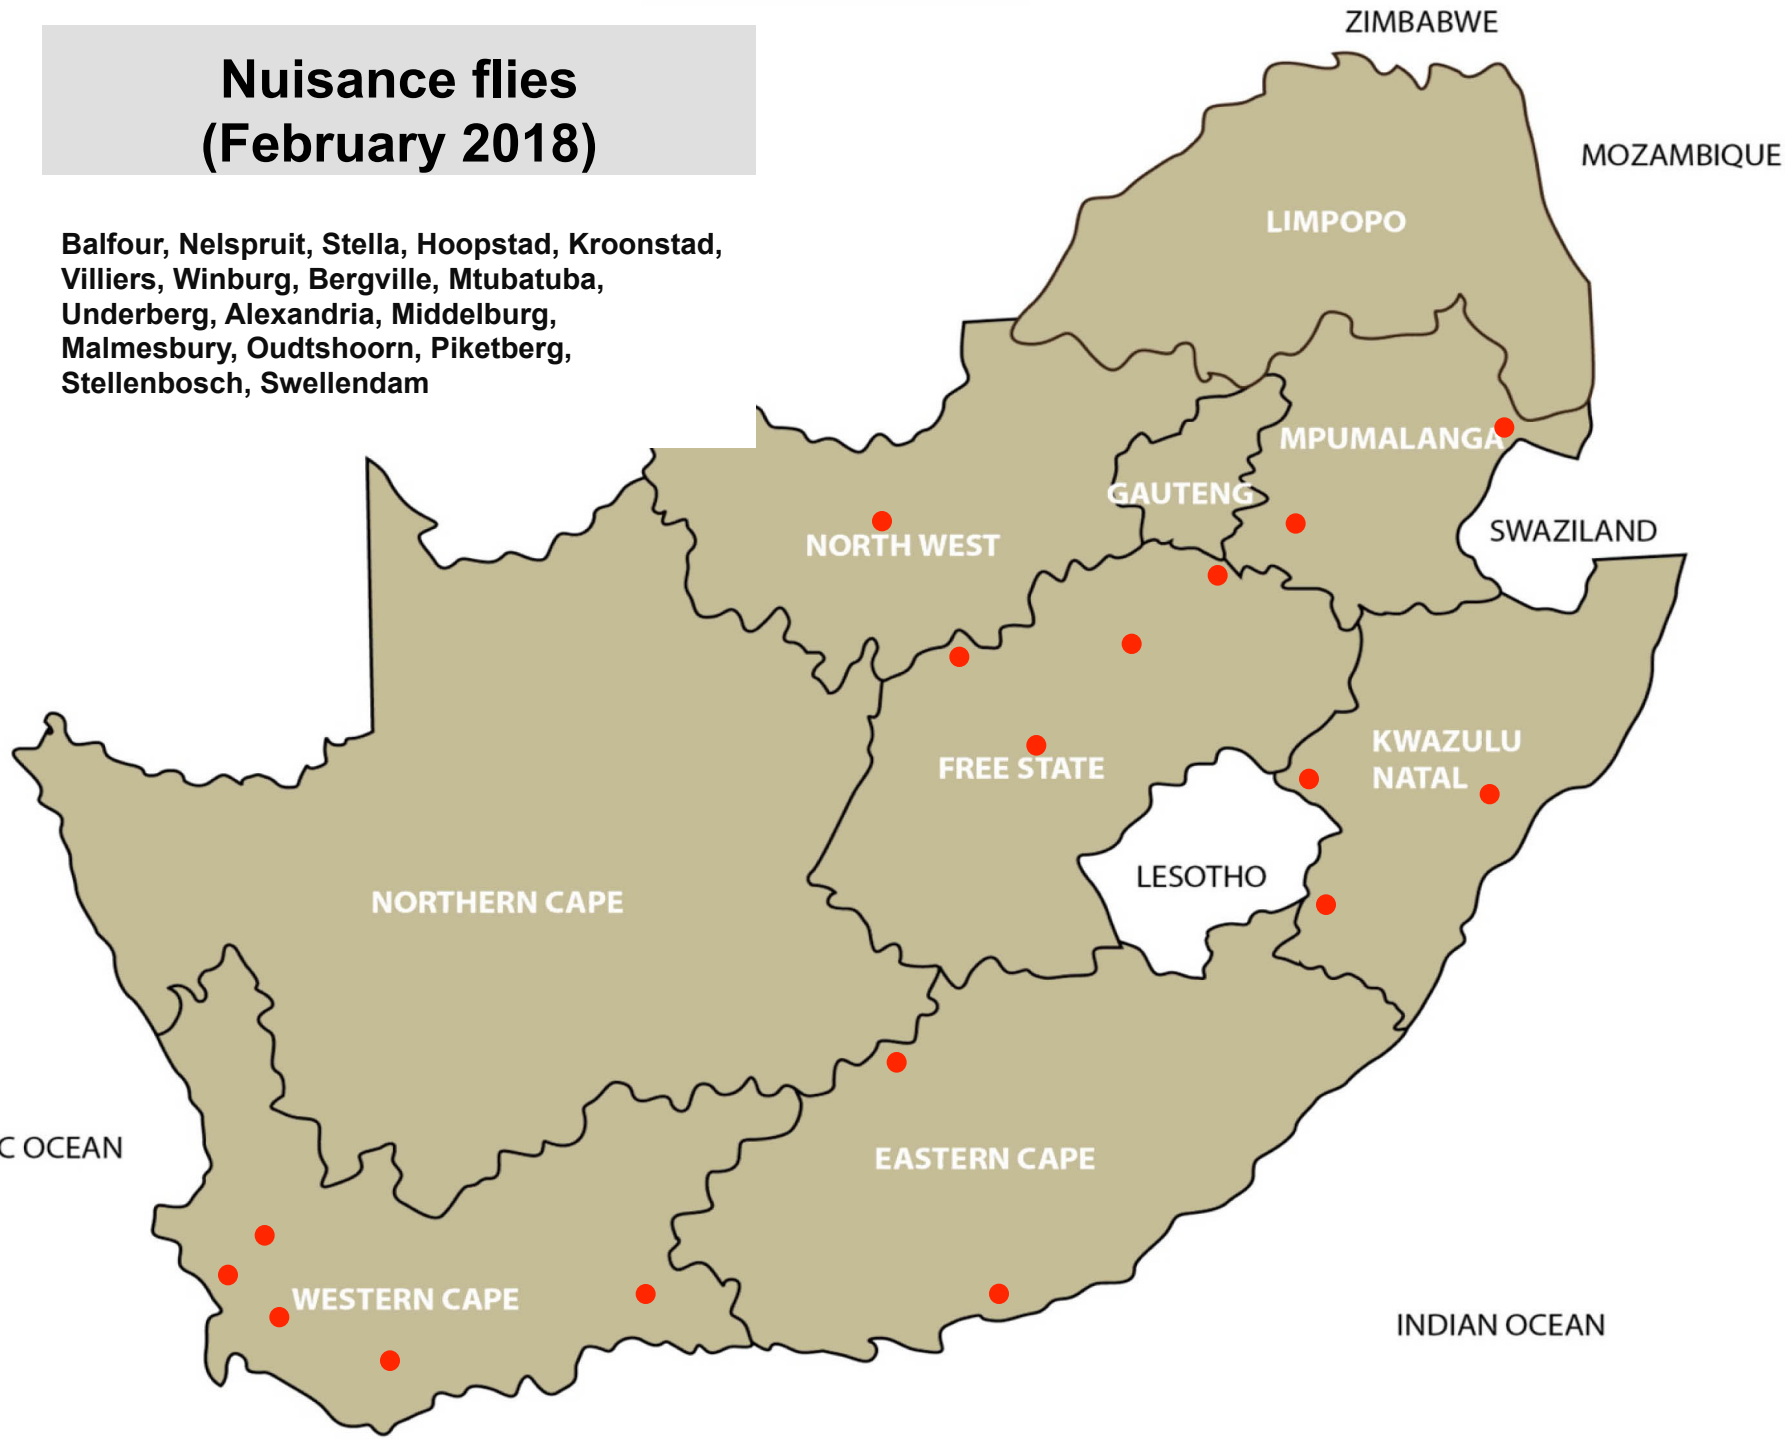 Nuisance flies
(February 2018)
Balfour, Nelspruit, Stella, Hoopstad, Kroonstad,
Villiers, Winburg, Bergville, Mtubatuba,
Underberg, Alexandria, Middelburg,
Malmesbury, Oudtshoorn, Piketberg,
Stellenbosch, Swellendam
ZIMBABWE
MOZAMBIQUE
LIMPOPO
MPUMALANGA
GAUTENG
NORTH WEST
SWAZILAND
KWAZULU
NATAL
FREE STATE
LESOTHO
NORTHERN CAPE
C OCEAN
EASTERN CAPE
WESTERN CAPE
INDIAN OCEAN